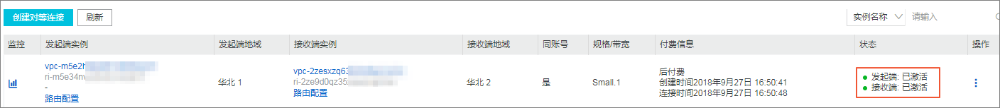 创建对等连接 刷新 实例名称 请输入
监控 发起端实例 发起端地域 接收端实例 接收端地域 同账号 规格/带宽 付费信息 状态 操作
vpc-m5e2h
ri-m5e34nv
-
路由配置
华北 1
vpc-2zesxzq63
ri-2ze9d0qz35
路由配置
华北 2
是
Small.1
后付费
创建时间2018年9月27日 16:50:41
连接时间2018年9月27日 16:50:48
发起端: 已激活
接收端: 已激活